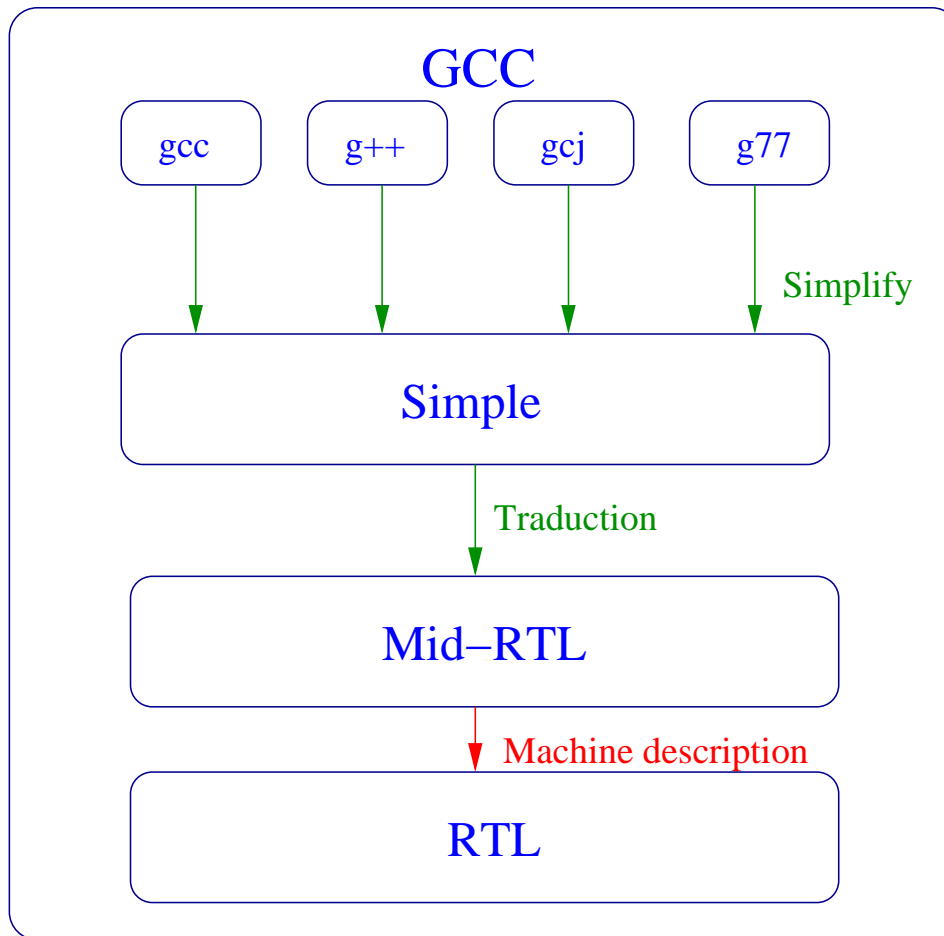 GCC
gcc g++ gcj g77
Simplify
Simple
Traduction
Mid−RTL
Machine description
RTL